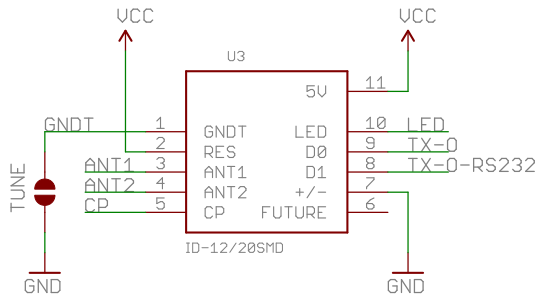 VCC VCC
U3
5V 11
GNDT 1 GNDT LED 10 LED
2 RES D0 9 TX-O
ANT1 3 ANT1 D1 8 TX-O-RS232
ANT2 4 ANT2 +/- 7
CP 5 CP FUTURE 6
TUNE
ID-12/20SMD
GND GND